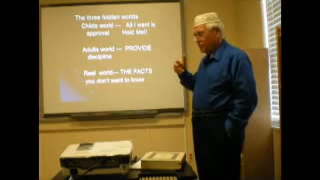 The three hidden worlds
Childs world --- All I want is
approval Hold Me!!
Adults world --- PROVIDE
discipline
Real world--- THE FACTS
you don't want to know